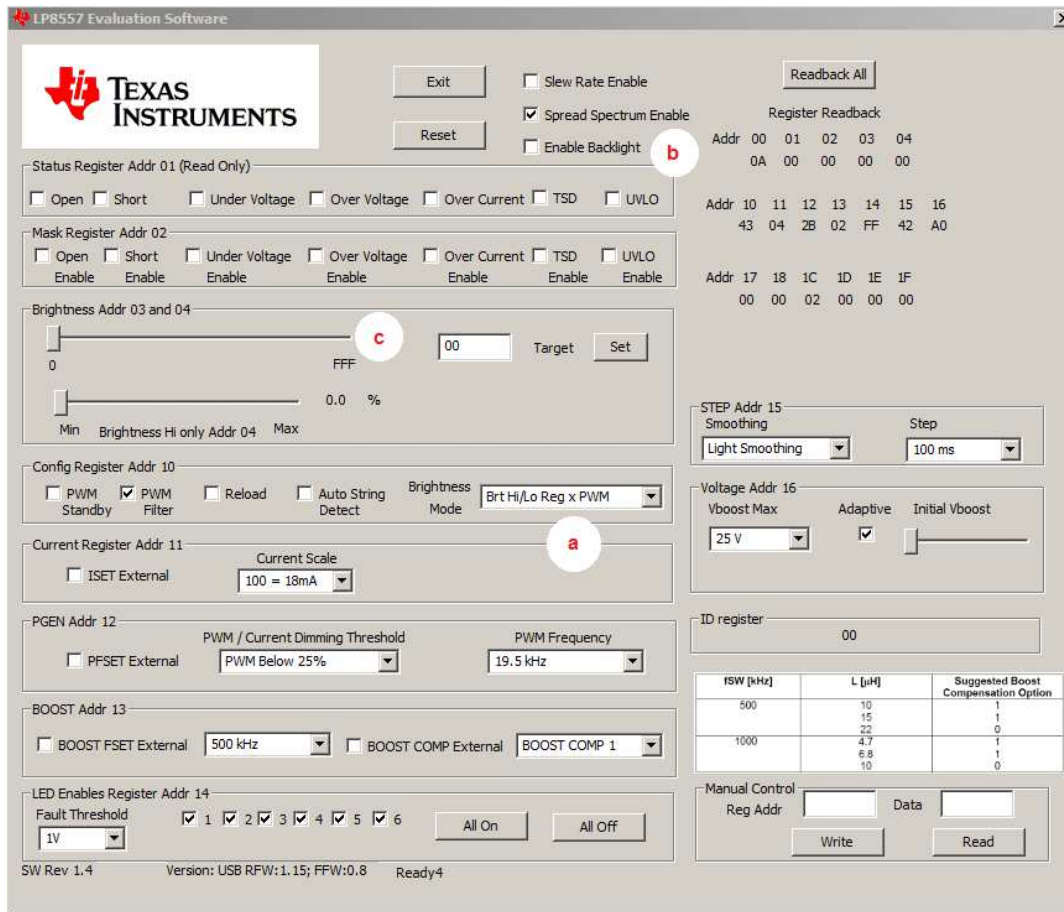 LP8557 Evaluation Software
TEXAS
INSTRUMENTS
Exit
Reset
Slew Rate Enable
Spread Spectrum Enable
Enable Backlight
b
Readback All
Register Readback
Addr 00 01 02 03 04
0A 00 00 00 00
Addr 10 11 12 13 14 15 16
43 04 2B 02 FF 42 A0
Addr 17 18 1C 1D 1E 1F
00 00 02 00 00 00
Status Register Addr 01 (Read Only)
Open Short Under Voltage Over Voltage Over Current TSD UVLO
Mask Register Addr 02
Open Short Under Voltage Over Voltage Over Current TSD UVLO
Enable Enable Enable Enable Enable Enable Enable
Brightness Addr 03 and 04
c
0 FFF
00 Target Set
0.0 %
Min Brightness Hi only Addr 04 Max
Config Register Addr 10
PWM Standby
PWM Filter
Reload
Auto String Detect
Brightness Mode
Brt Hi/Lo Reg x PWM
a
Current Register Addr 11
ISET External
Current Scale
100 = 18mA
PGEN Addr 12
PFSET External
PWM / Current Dimming Threshold
PWM Below 25%
PWM Frequency
19.5 kHz
BOOST Addr 13
BOOST FSET External
500 kHz
BOOST COMP External
BOOST COMP 1
LED Enables Register Addr 14
Fault Threshold
1V
1 2 3 4 5 6
All On
All Off
STEP Addr 15
Smoothing
Light Smoothing
Step
100 ms
Voltage Addr 16
Vboost Max
25 V
Adaptive
Initial Vboost
ID register
00
fSW [kHz] L [µH] Suggested Boost Compensation Option
500 10 1
15 1
22 0
1000 4.7 1
6.8 1
10 0
Manual Control
Reg Addr
Data
Write
Read
SW Rev 1.4
Version: USB RFW:1.15; FFW:0.8
Ready4